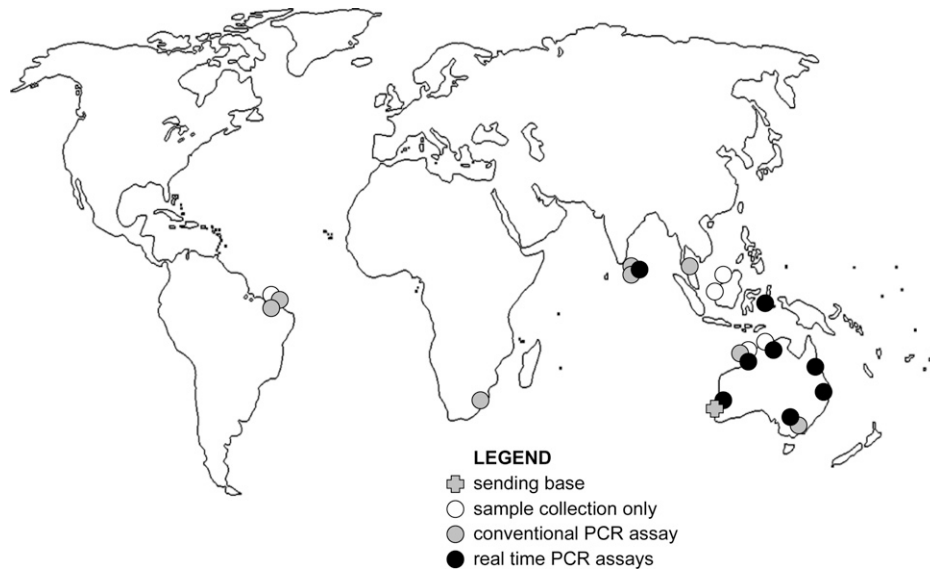 LEGEND
sending base
sample collection only
conventional PCR assay
real time PCR assays